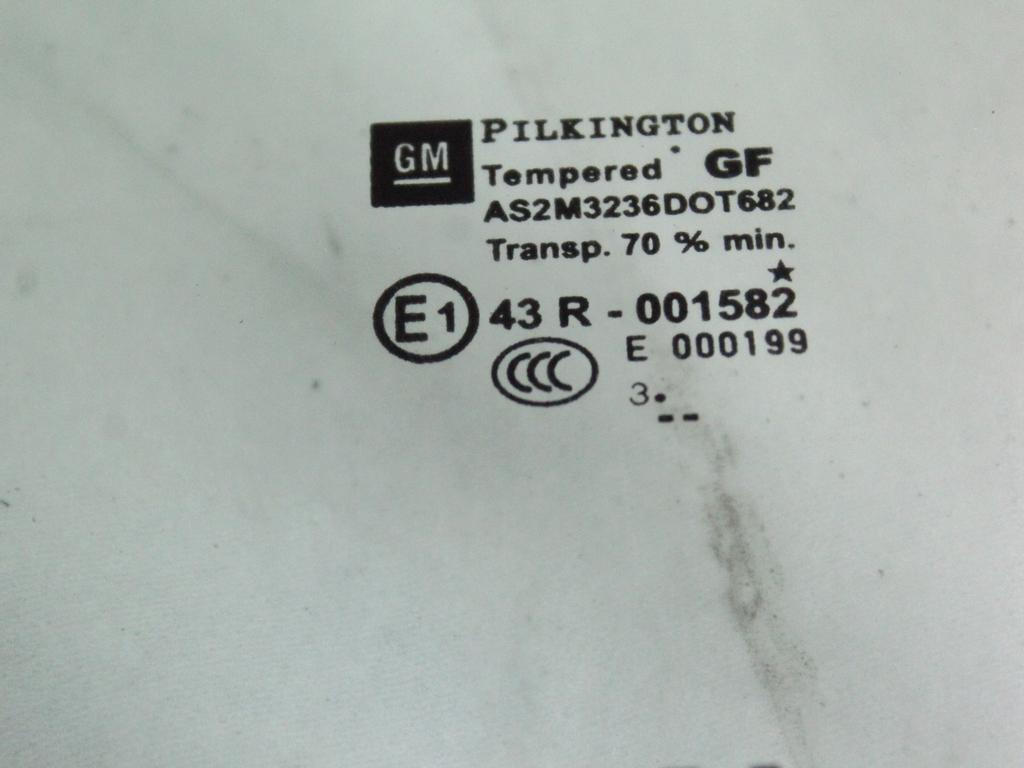 GM
PILKINGTON
Tempered GF
AS2M3236DOT682
Transp. 70 % min.
E1 43 R - 001582
CCC E 000199
3